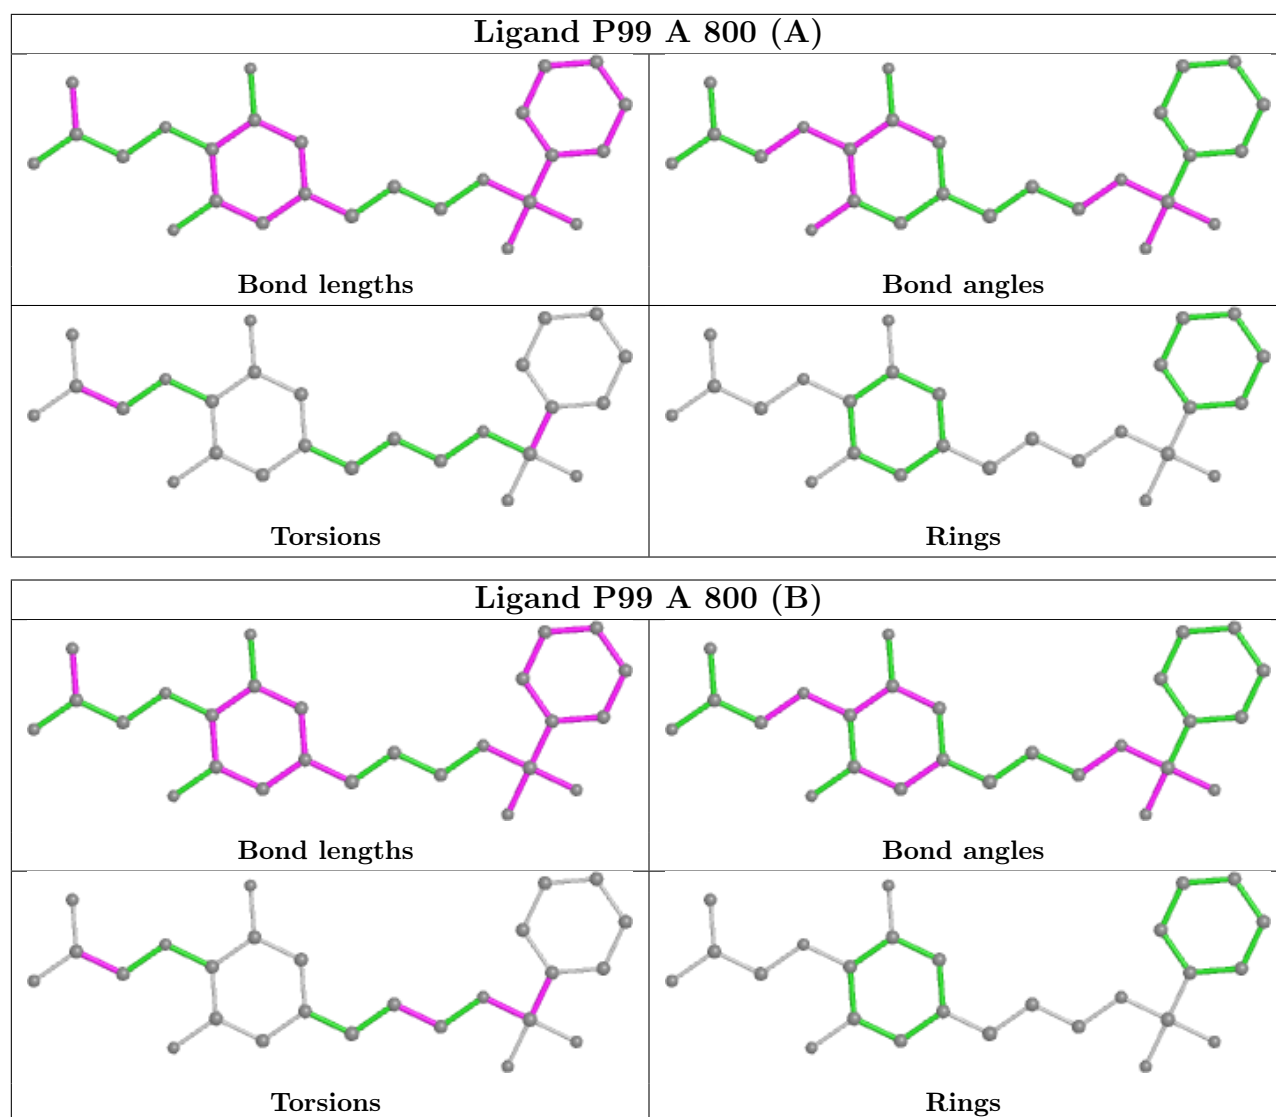 Ligand P99 A 800 (A)
Bond lengths
Bond angles
Torsions
Rings
Ligand P99 A 800 (B)
Bond lengths
Bond angles
Torsions
Rings